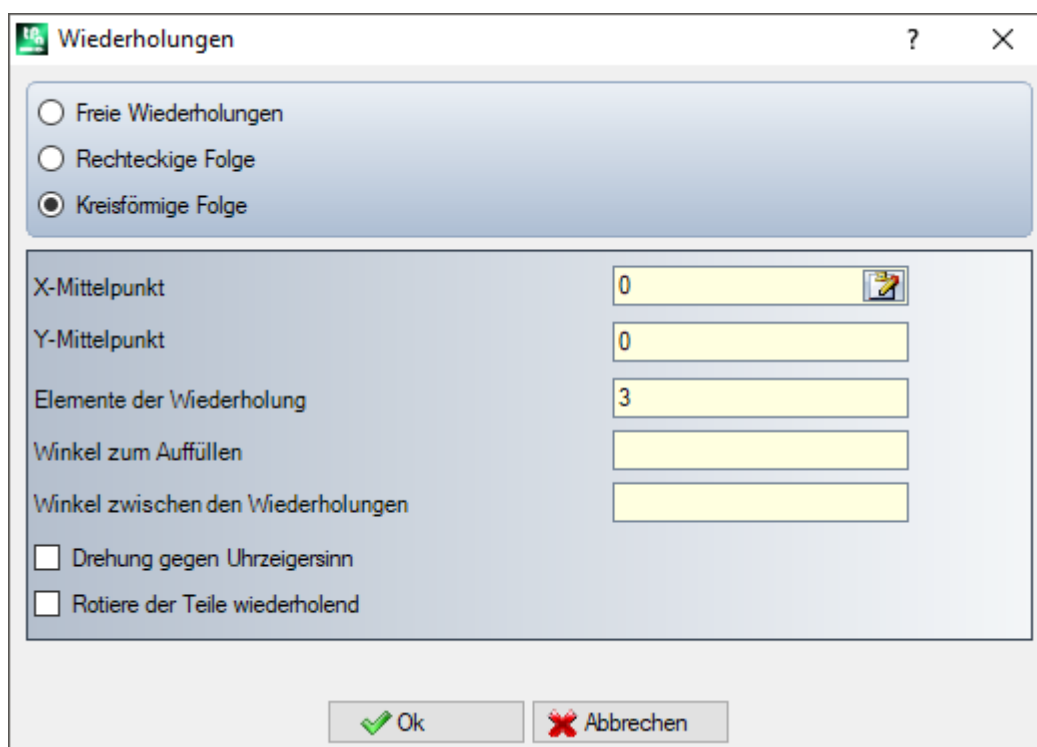 Wiederholungen ?
Freie Wiederholungen
Rechteckige Folge
Kreisförmige Folge
X-Mittelpunkt 0
Y-Mittelpunkt 0
Elemente der Wiederholung 3
Winkel zum Auffüllen
Winkel zwischen den Wiederholungen
Drehung gegen Uhrzeigersinn
Rotiere der Teile wiederholend
Ok Abbrechen